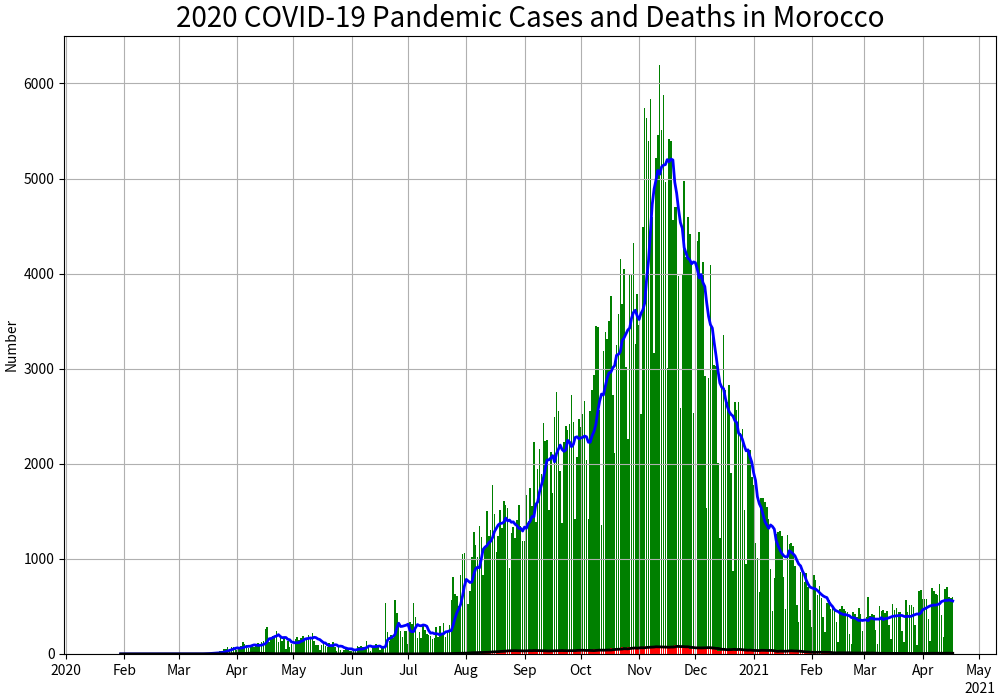 2020 COVID-19 Pandemic Cases and Deaths in Morocco
Number
6000
5000
4000
3000
2000
1000
0
2020 Feb Mar Apr May Jun Jul Aug Sep Oct Nov Dec 2021 Feb Mar Apr May
2021